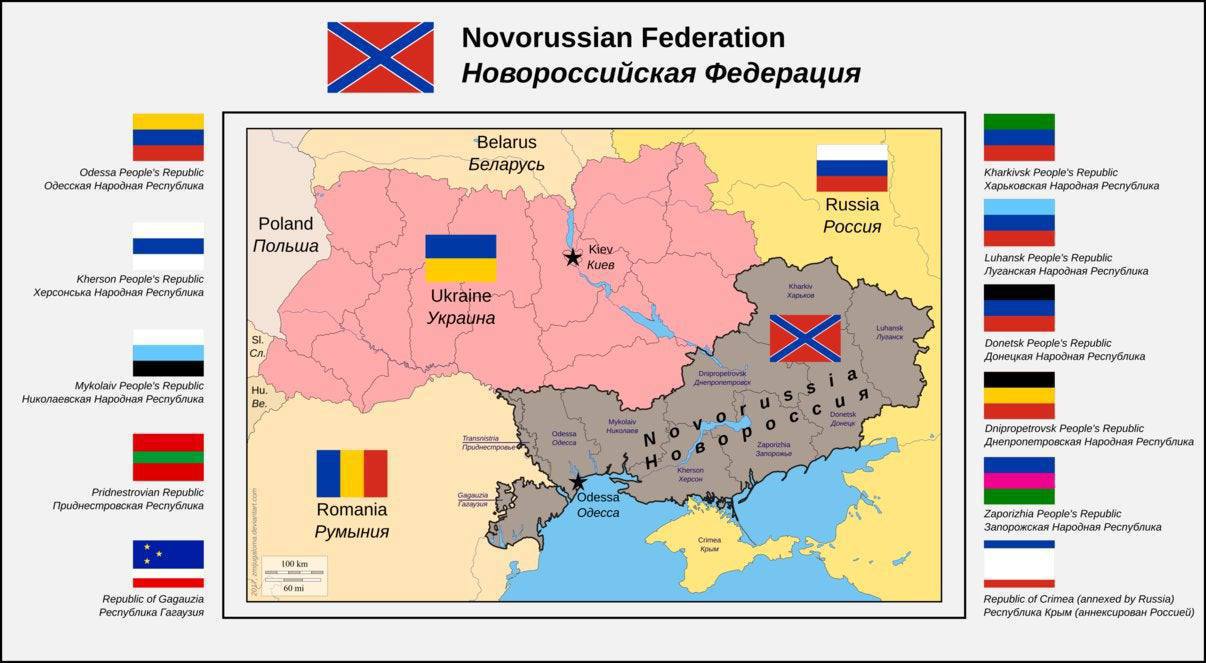 Novorussian Federation
Новороссийская Федерация
Odessa People's Republic
Одесская Народная Республика
Kherson People's Republic
Херсонська Народная Республика
Mykolaiv People's Republic
Николаевская Народная Республика
Pridnestrovian Republic
Приднестровская Республика
Republic of Gagauzia
Республика Гагаузия
Belarus
Беларусь
Poland
Польша
Russia
Россия
Kiev
Киев
Ukraine
Украина
Kharkiv
Харьков
Luhansk
Луганск
Sl.
Сл.
Hu.
Ве.
Dnipropetrovsk
Днепропетровск
Novorussia
Новороссия
Donetsk
Донецк
Mykolaiv
Николаев
Odessa
Одесса
Transnistria
Приднестровье
Zaporizhia
Запорожье
Kherson
Херсон
Gagauzia
Гагаузия
Odessa
Одесса
Romania
Румыния
Crimea
Крым
100 km
60 mi
Kharkivsk People's Republic
Харьковская Народная Республика
Luhansk People's Republic
Луганская Народная Республика
Donetsk People's Republic
Донецкая Народная Республика
Dnipropetrovsk People's Republic
Днепропетровская Народная Республика
Zaporizhia People's Republic
Запорожская Народная Республика
Republic of Crimea (annexed by Russia)
Республика Крым (аннексирован Россией)